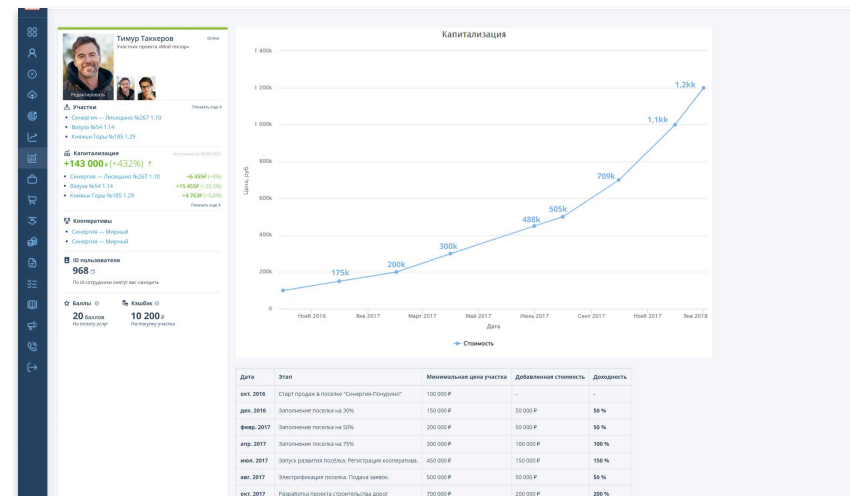 Тимур Таккеров
Online
Участник проекта «Мой гектар»
Редактировать
Участки
Показать еще 4
Синергия — Лисицыно №267 1.10
Вазуза №54 1.14
Княжьи Горы №185 1.29
Капитализация
+143 000 ₽ (+432%) ↑
Синергия — Лисицыно №267 1.10 +6 455₽ (+4%)
Вазуза №54 1.14 +15 455₽
Княжьи Горы №185 1.29 +4 763₽
Показать еще 4
Кооперативы
Синергия — Мирный
Синергия — Мирный
ID пользователя
968
По id сотрудники смогут вас находить
Баллы
Кэшбэк
20 баллов
10 200 ₽
На оплату услуг
На покупку участка
Капитализация
1 400k
1 200k
1 000k
800k
600k
400k
200k
0
Цена, руб.
175k
200k
300k
488k
505k
709k
1,1kk
1,2kk
Нояб 2016
Янв 2017
Март 2017
Май 2017
Июль 2017
Сент 2017
Нояб 2017
Янв 2018
Дата
Стоимость
Дата Этап Минимальная цена участка Добавленная стоимость Доходность
окт. 2016 Старт продаж в поселке "Синергия-Почурино" 100 000 ₽ - -
дек. 2016 Заполнение поселка на 30% 150 000 ₽ 50 000 ₽ 50 %
февр. 2017 Заполнение поселка на 50% 200 000 ₽ 50 000 ₽ 50 %
апр. 2017 Заполнение поселка на 75% 300 000 ₽ 100 000 ₽ 100 %
июл. 2017 Запуск развития посёлка. Регистрация кооператива. 450 000 ₽ 150 000 ₽ 150 %
авг. 2017 Электрификация поселка. Подача заявок. 500 000 ₽ 50 000 ₽ 50 %
окт. 2017 Разработка проекта строительства дорог 700 000 ₽ 200 000 ₽ 200 %